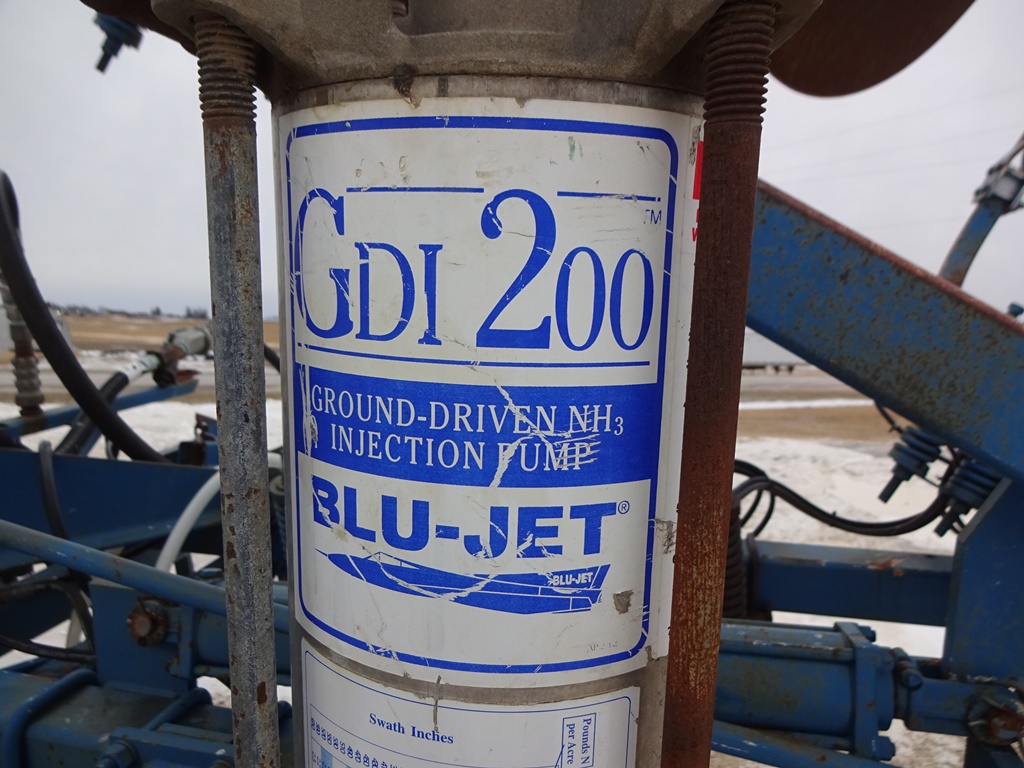 GDI 200™
GROUND-DRIVEN NH3
INJECTION PUMP
BLU-JET®
BLU-JET
Swath Inches
Pounds N
per Acre